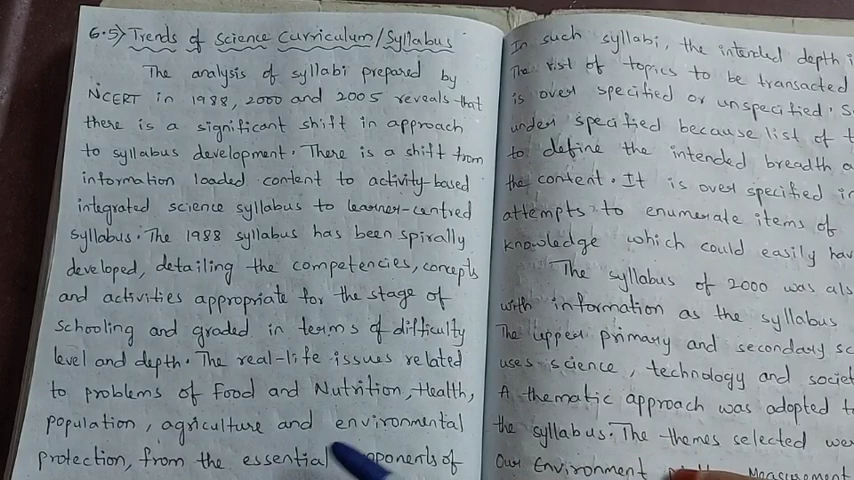 6.5) Trends of Science Curriculum/Syllabus
The analysis of syllabi prepared by
NCERT in 1988, 2000 and 2005 reveals that
there is a significant shift in approach
to syllabus development. There is a shift from
information loaded content to activity-based
integrated science syllabus to learner-centred
syllabus. The 1988 syllabus has been spirally
developed, detailing the competencies, concepts
and activities appropriate for the stage of
schooling and graded in terms of difficulty
level and depth. The real-life issues related
to problems of Food and Nutrition, Health,
population, agriculture and environmental
protection, from the essential of
In such syllabi, the intended depth
The list of topics to be transacted
is over specified or unspecified.
under specified because list of
to define the intended breadth
the content. It is over specified
attempts to enumerate items of
knowledge which could easily
The syllabus of 2000 was
with information as the syllabus
The upper primary and secondary
uses science, technology and
A thematic approach was adopted
the syllabus. The themes selected
Our Environment